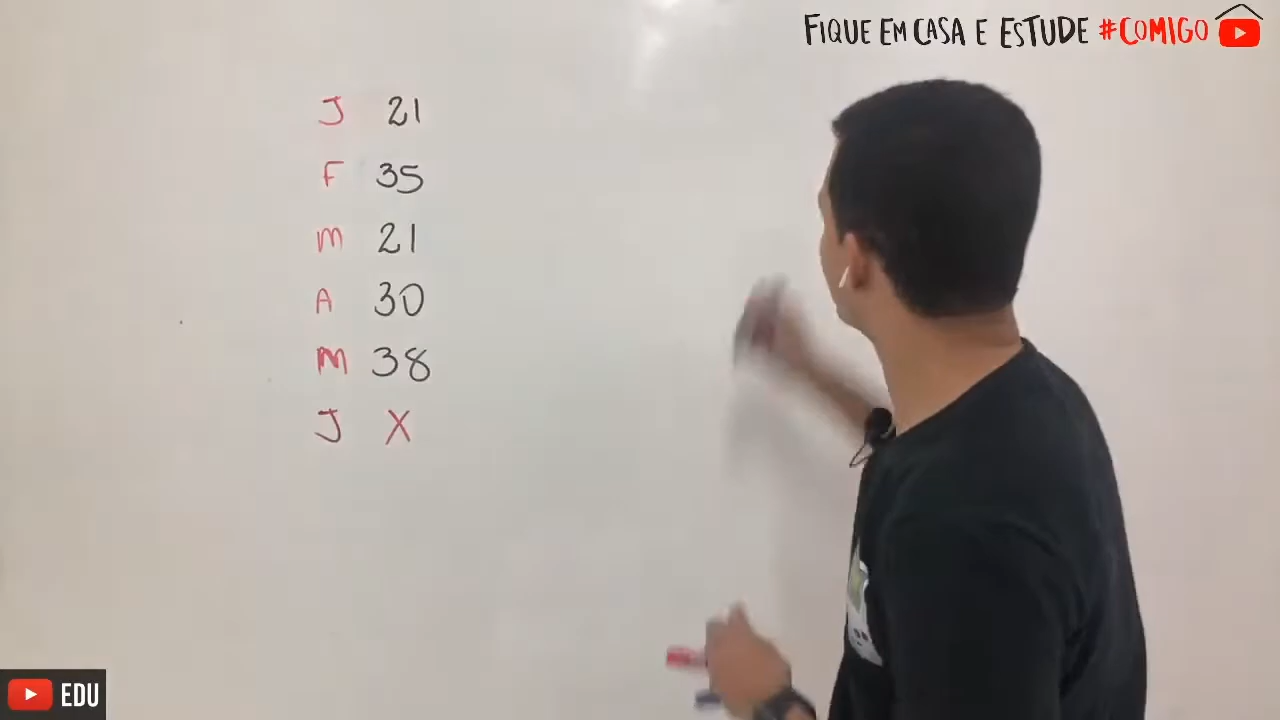 FIQUE EM CASA E ESTUDE #COMIGO
J 21
F 35
M 21
A 30
M 38
J X
EDU